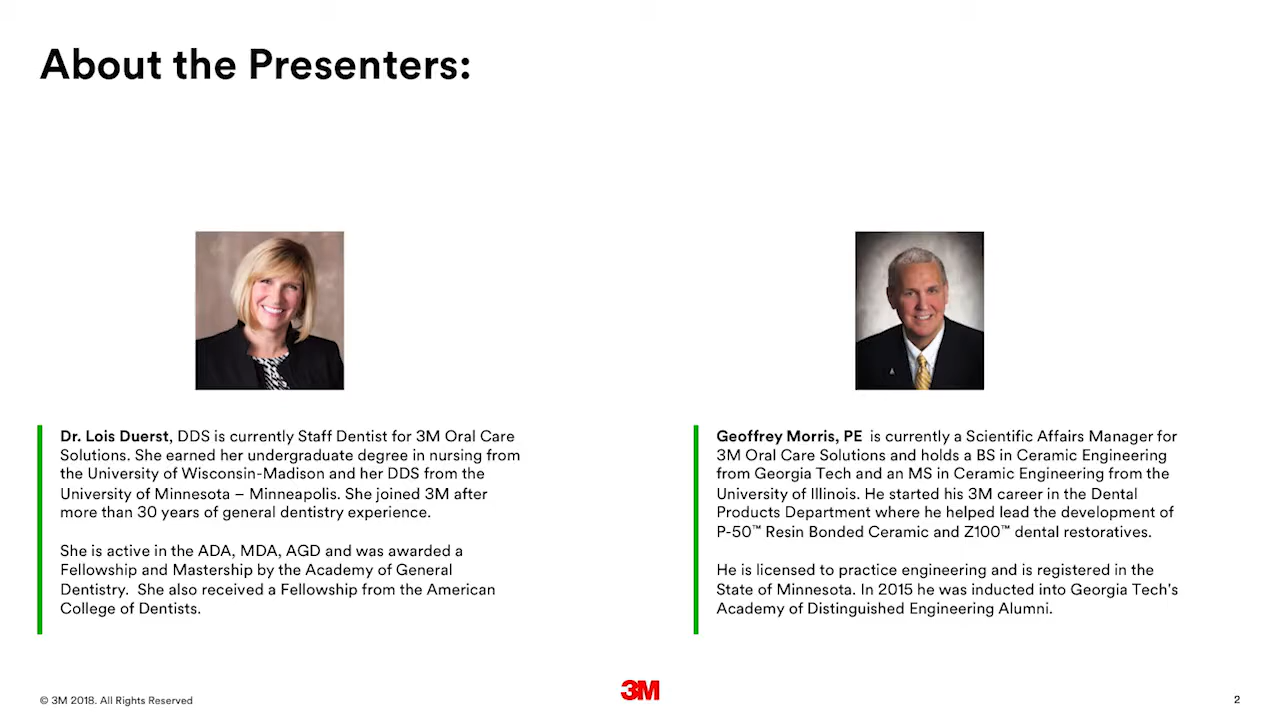 About the Presenters:
Dr. Lois Duerst, DDS is currently Staff Dentist for 3M Oral Care
Solutions. She earned her undergraduate degree in nursing from
the University of Wisconsin-Madison and her DDS from the
University of Minnesota – Minneapolis. She joined 3M after
more than 30 years of general dentistry experience.
She is active in the ADA, MDA, AGD and was awarded a
Fellowship and Mastership by the Academy of General
Dentistry.  She also received a Fellowship from the American
College of Dentists.
Geoffrey Morris, PE  is currently a Scientific Affairs Manager for
3M Oral Care Solutions and holds a BS in Ceramic Engineering
from Georgia Tech and an MS in Ceramic Engineering from the
University of Illinois. He started his 3M career in the Dental
Products Department where he helped lead the development of
P-50™ Resin Bonded Ceramic and Z100™ dental restoratives.
He is licensed to practice engineering and is registered in the
State of Minnesota. In 2015 he was inducted into Georgia Tech's
Academy of Distinguished Engineering Alumni.
© 3M 2018. All Rights Reserved
3M
2